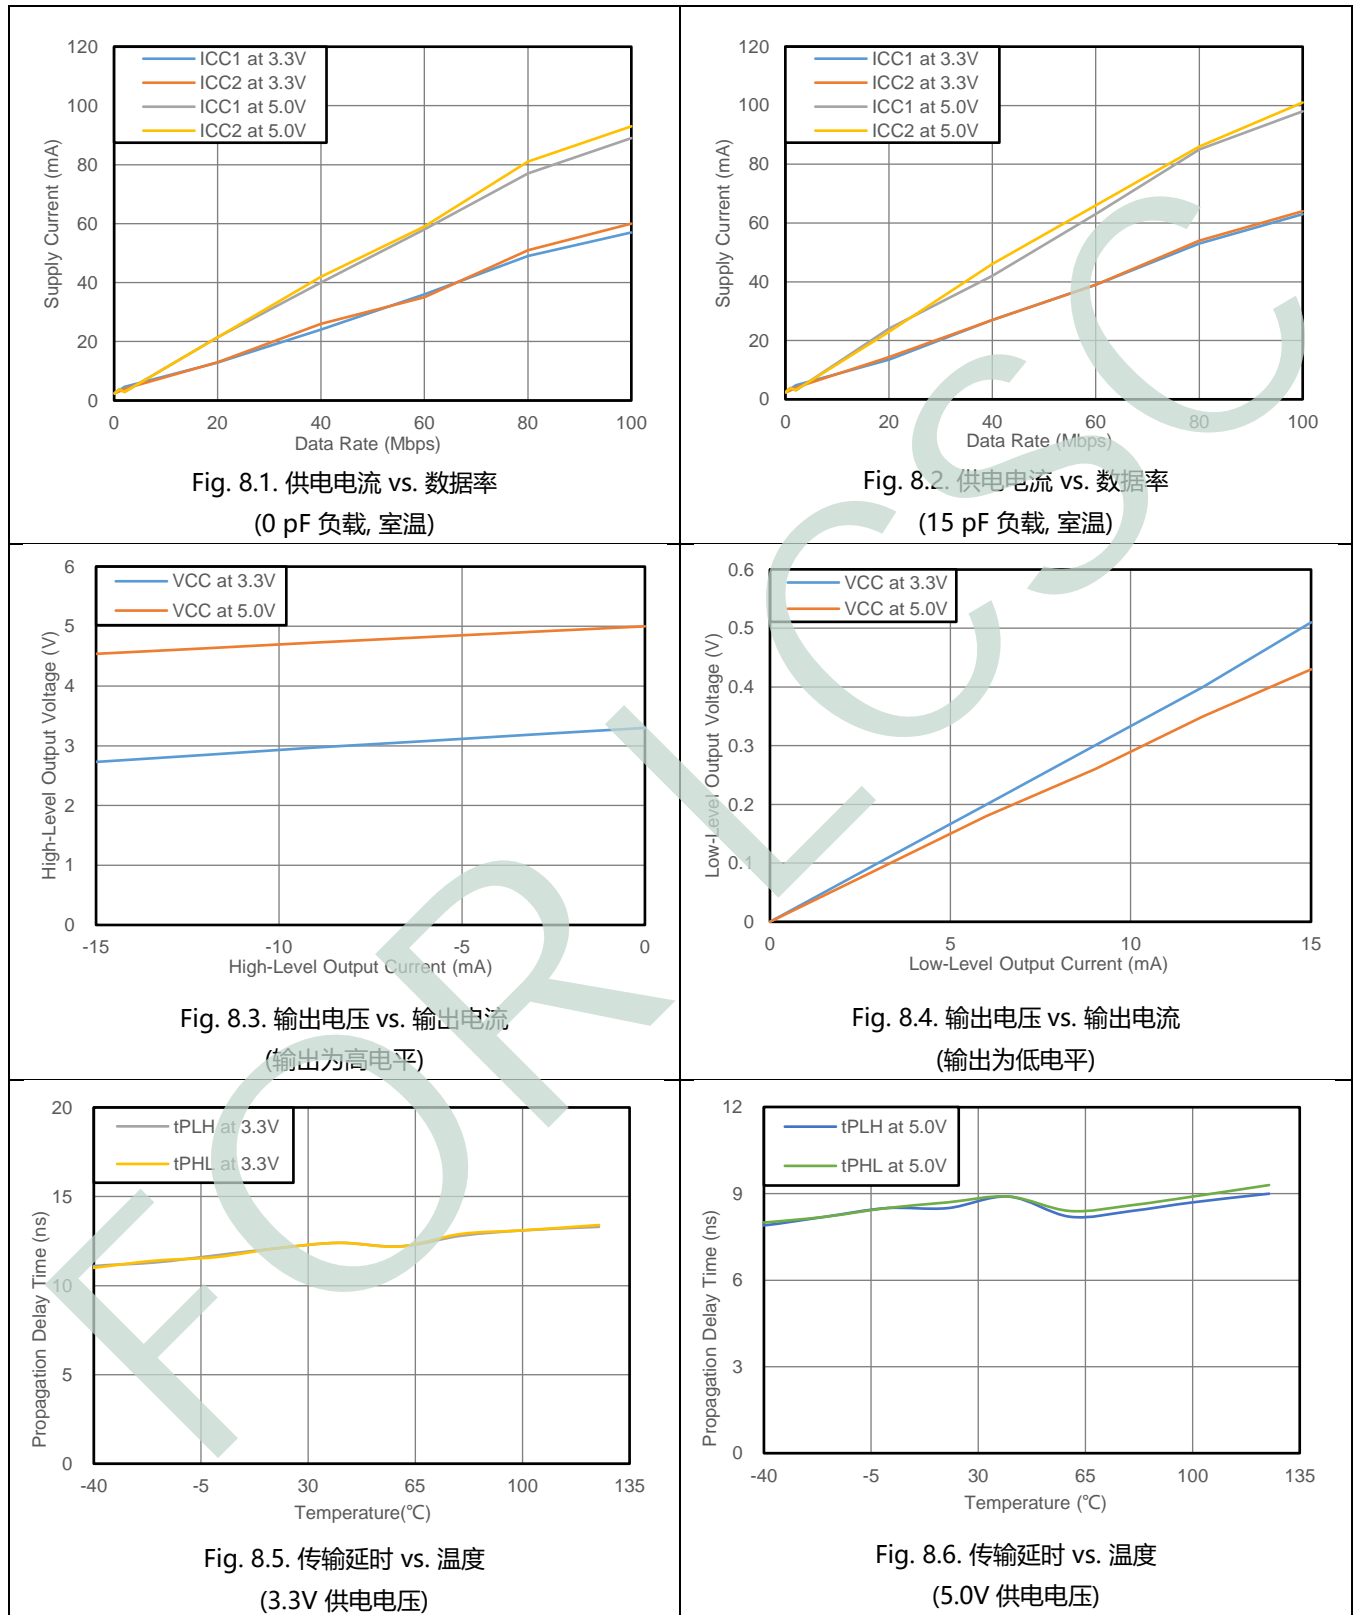 120
100
80
60
40
20
0
ICC1 at 3.3V
ICC2 at 3.3V
ICC1 at 5.0V
ICC2 at 5.0V
Supply Current (mA)
0 20 40 60 80 100
Data Rate (Mbps)
Fig. 8.1. 供电电流 vs. 数据率
(0 pF 负载, 室温)
120
100
80
60
40
20
0
ICC1 at 3.3V
ICC2 at 3.3V
ICC1 at 5.0V
ICC2 at 5.0V
Supply Current (mA)
0 20 40 60 80 100
Data Rate (Mbps)
Fig. 8.2. 供电电流 vs. 数据率
(15 pF 负载, 室温)
6
5
4
3
2
1
0
VCC at 3.3V
VCC at 5.0V
High-Level Output Voltage (V)
-15 -10 -5 0
High-Level Output Current (mA)
Fig. 8.3. 输出电压 vs. 输出电流
(输出为高电平)
0.6
0.5
0.4
0.3
0.2
0.1
0
VCC at 3.3V
VCC at 5.0V
Low-Level Output Voltage (V)
0 5 10 15
Low-Level Output Current (mA)
Fig. 8.4. 输出电压 vs. 输出电流
(输出为低电平)
20
15
10
5
0
tPLH at 3.3V
tPHL at 3.3V
Propagation Delay Time (ns)
-40 -5 30 65 100 135
Temperature(℃)
Fig. 8.5. 传输延时 vs. 温度
(3.3V 供电电压)
12
9
6
3
0
tPLH at 5.0V
tPHL at 5.0V
Propagation Delay Time (ns)
-40 -5 30 65 100 135
Temperature (℃)
Fig. 8.6. 传输延时 vs. 温度
(5.0V 供电电压)
FOR LCSC